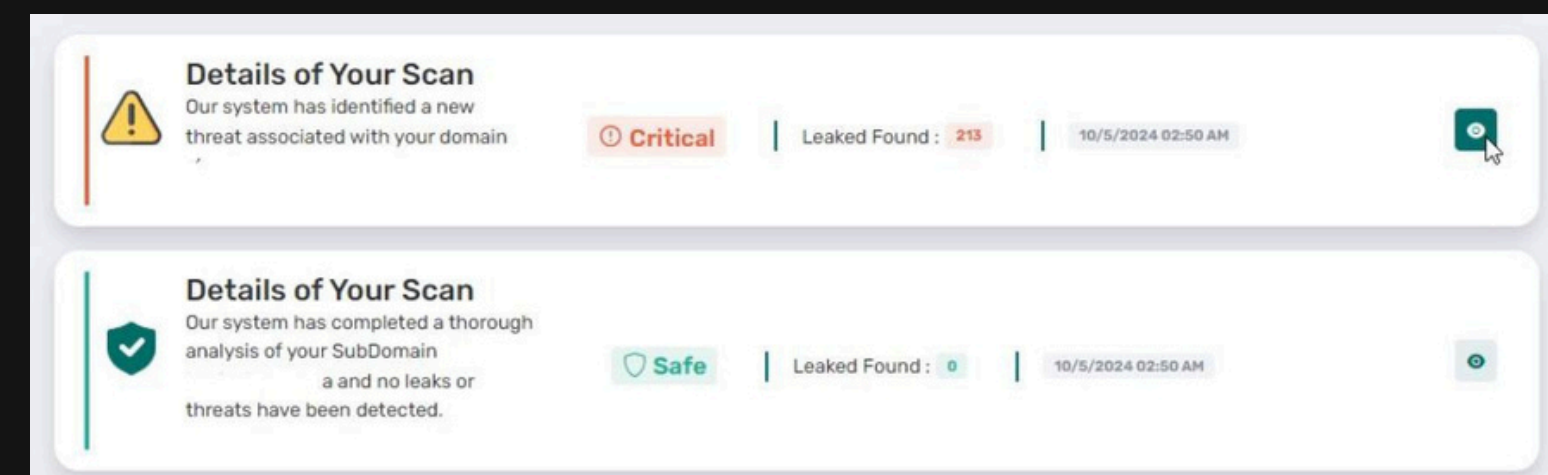 Details of Your Scan
Our system has identified a new
threat associated with your domain
Critical
Leaked Found : 213
10/5/2024 02:50 AM
Details of Your Scan
Our system has completed a thorough
analysis of your SubDomain
a and no leaks or
threats have been detected.
Safe
Leaked Found : 0
10/5/2024 02:50 AM